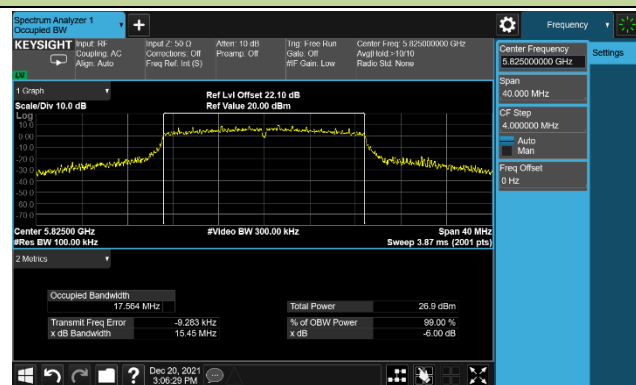 Spectrum Analyzer 1
Occupied BW
Frequency
KEYSIGHT
Input: RF
Coupling: AC
Align: Auto
Input Z: 50 Ω
Corrections: Off
Freq Ref: Int (S)
Atten: 10 dB
Preamp: Off
Trig: Free Run
Gate: Off
#IF Gain: Low
Center Freq: 5.825000000 GHz
Avg|Hold:>10/10
Radio Std: None
LU
Center Frequency
5.825000000 GHz
Settings
Span
40.000 MHz
CF Step
4.000000 MHz
Auto
Man
Freq Offset
0 Hz
1 Graph
Scale/Div 10.0 dB
Ref Lvl Offset 22.10 dB
Ref Value 20.00 dBm
Log
10.0
0.00
-10.0
-20.0
-30.0
-40.0
-50.0
-60.0
-70.0
Center 5.82500 GHz
#Res BW 100.00 kHz
#Video BW 300.00 kHz
Span 40 MHz
Sweep 3.87 ms (2001 pts)
2 Metrics
Occupied Bandwidth
17.564 MHz
Total Power 26.9 dBm
Transmit Freq Error -9.283 kHz
% of OBW Power 99.00 %
x dB Bandwidth 15.45 MHz
x dB -6.00 dB
?
Dec 20, 2021
3:06:29 PM